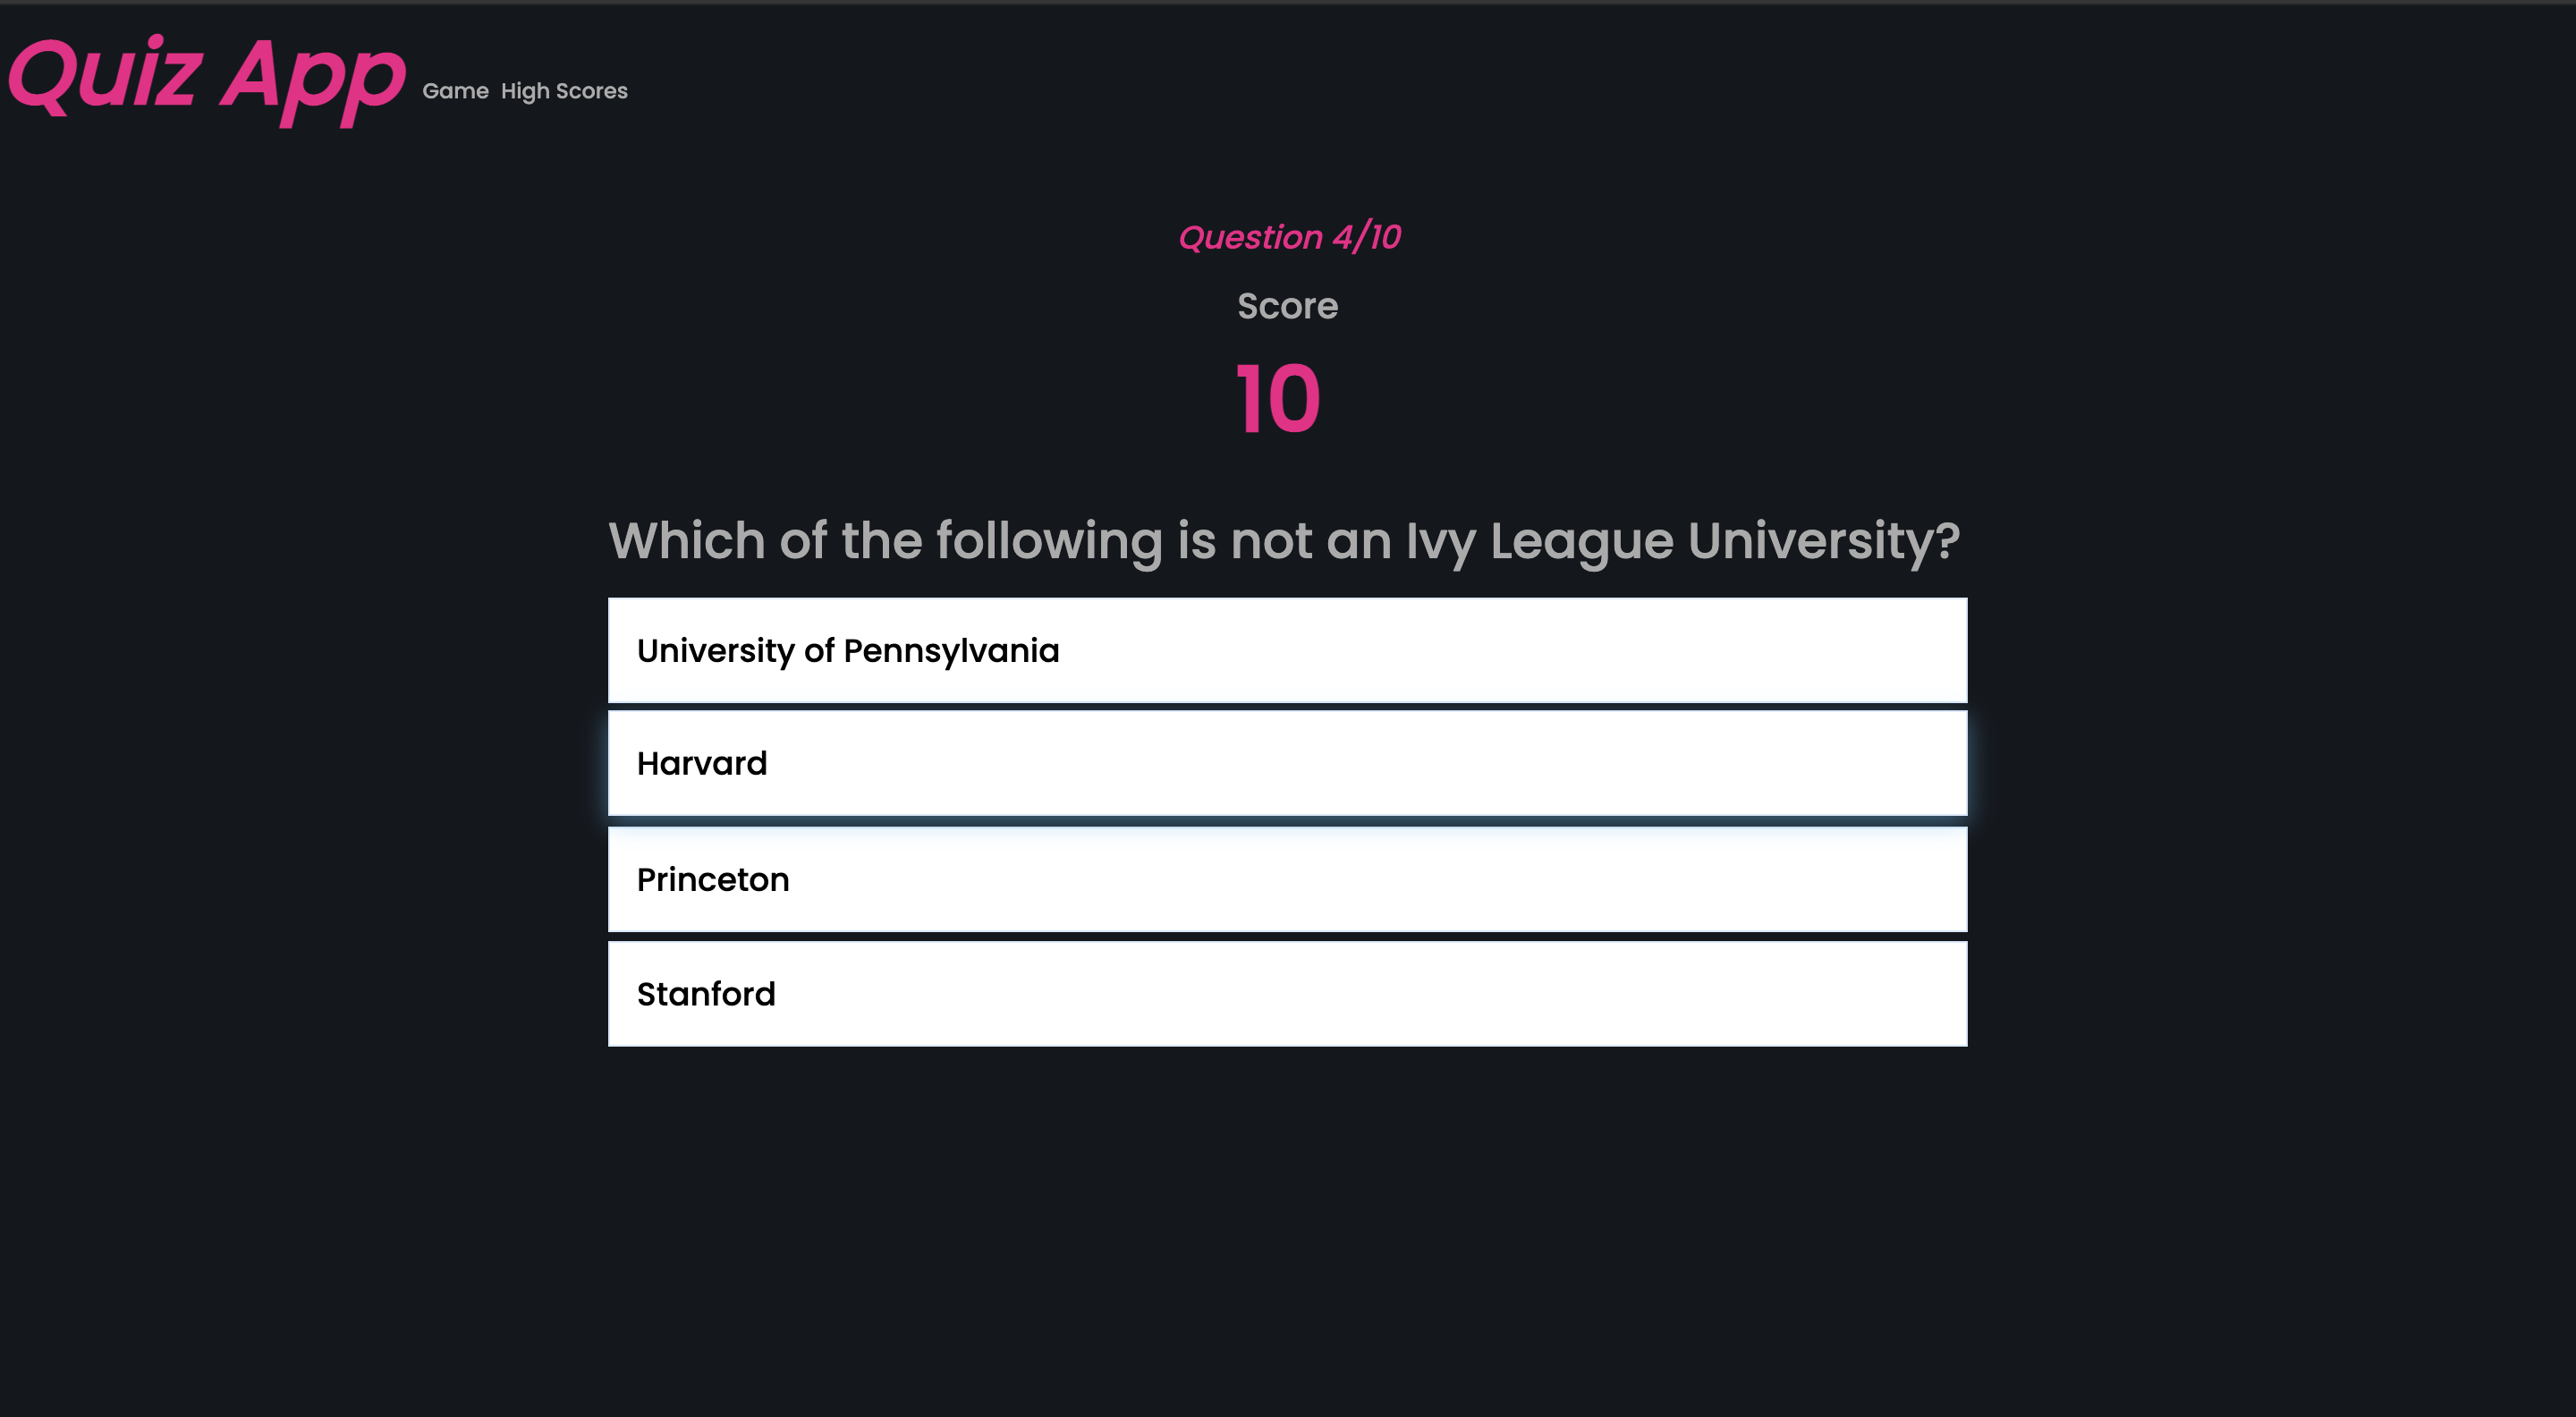 Quiz App Game High Scores
Question 4/10
Score
10
Which of the following is not an Ivy League University?
University of Pennsylvania
Harvard
Princeton
Stanford